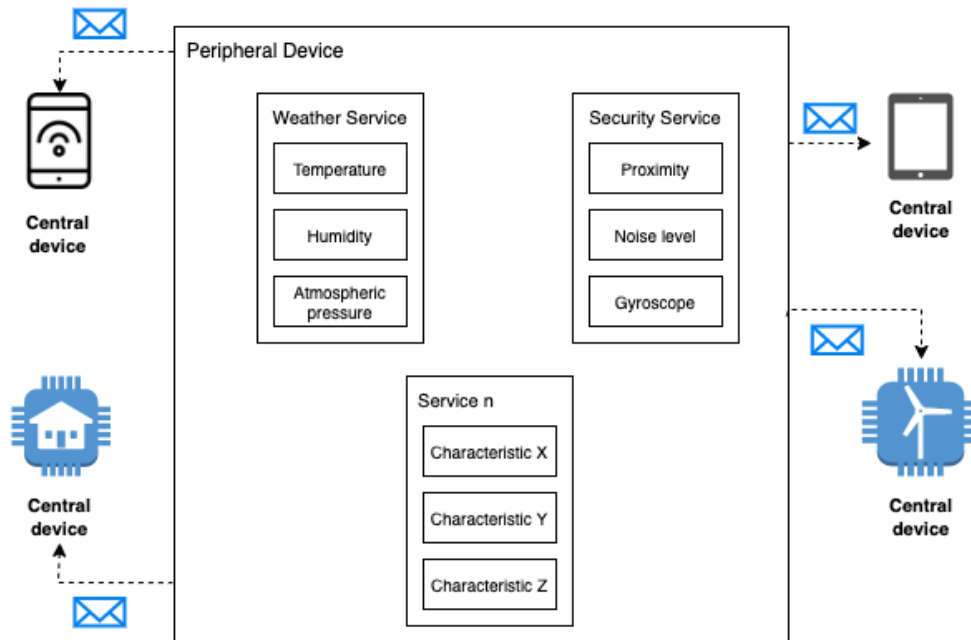 Peripheral Device
Weather Service
Temperature
Humidity
Atmospheric
pressure
Security Service
Proximity
Noise level
Gyroscope
Service n
Characteristic X
Characteristic Y
Characteristic Z
Central
device
Central
device
Central
device
Central
device